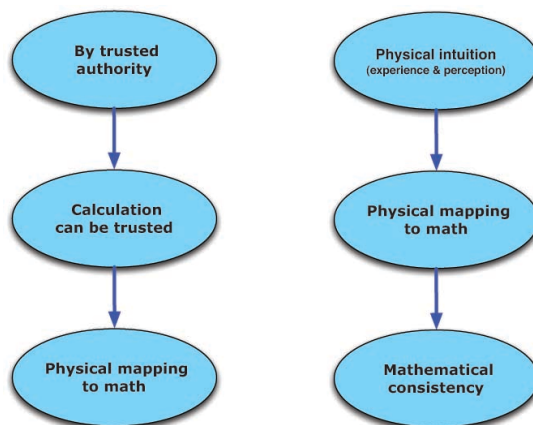 By trusted
authority
Calculation
can be trusted
Physical mapping
to math
Physical intuition
(experience & perception)
Physical mapping
to math
Mathematical
consistency